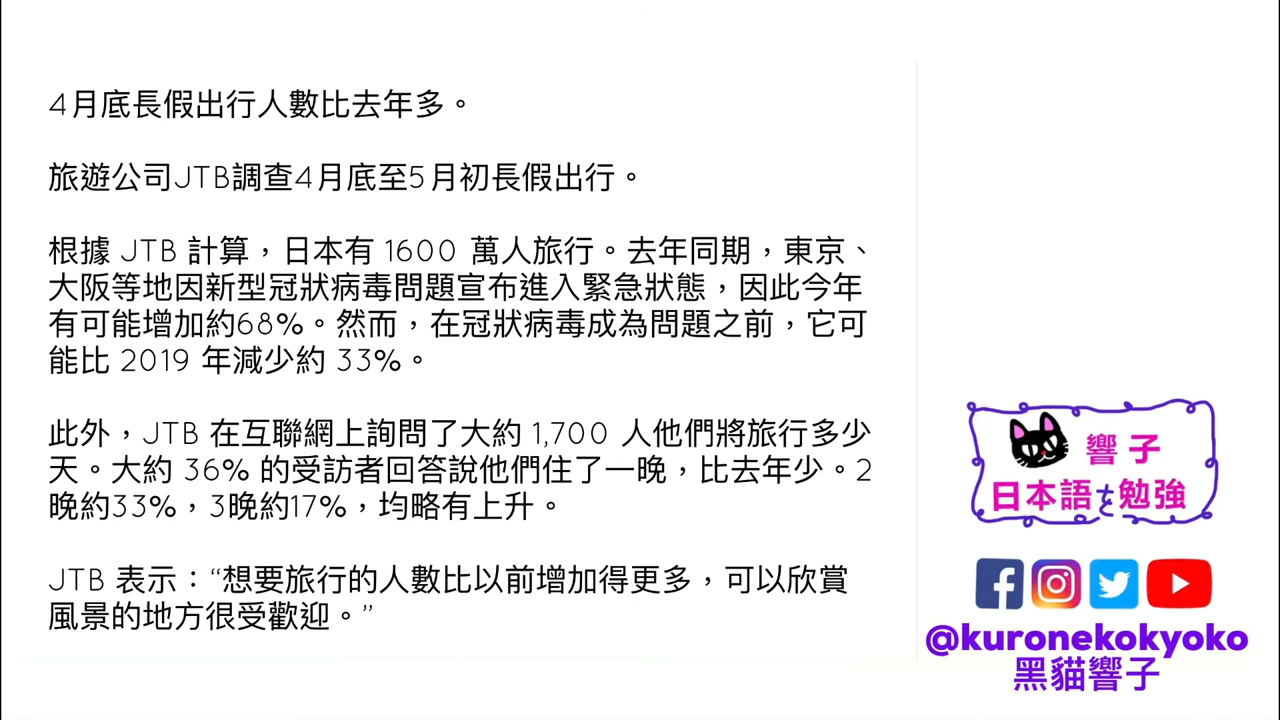 4月底長假出行人數比去年多。
旅遊公司JTB調查4月底至5月初長假出行。
根據 JTB 計算，日本有 1600 萬人旅行。去年同期，東京、
大阪等地因新型冠狀病毒問題宣布進入緊急狀態，因此今年
有可能增加約68%。然而，在冠狀病毒成為問題之前，它可
能比 2019 年減少約 33%。
此外，JTB 在互聯網上詢問了大約 1,700 人他們將旅行多少
天。大約 36% 的受訪者回答說他們住了一晚，比去年少。2
晚約33%，3晚約17%，均略有上升。
JTB 表示：“想要旅行的人數比以前增加得更多，可以欣賞
風景的地方很受歡迎。”
響子
日本語を勉強
@kuronekokyoko
黑貓響子